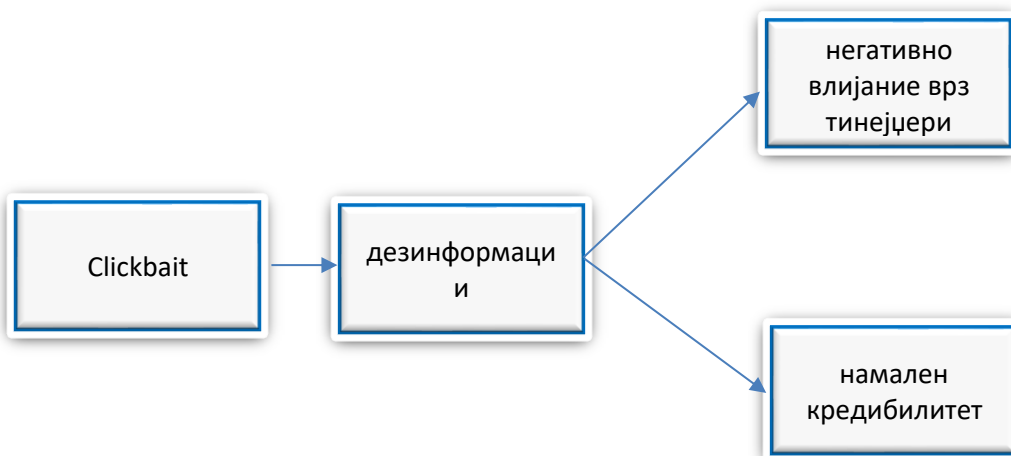 Clickbait
дезинформаци
и
негативно
влијание врз
тинејџери
намален
кредибилитет